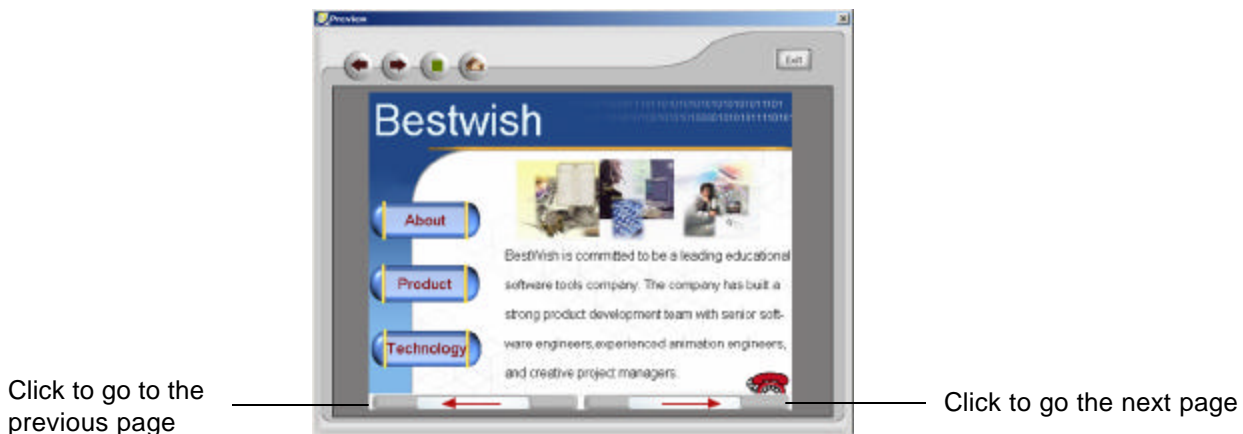 Preview
Exit
Bestwish
About
Product
Technology
BestWish is committed to be a leading educational
software tools company. The company has built a
strong product development team with senior soft-
ware engineers,experienced animation engineers,
and creative project managers.
Click to go to the
previous page
Click to go the next page